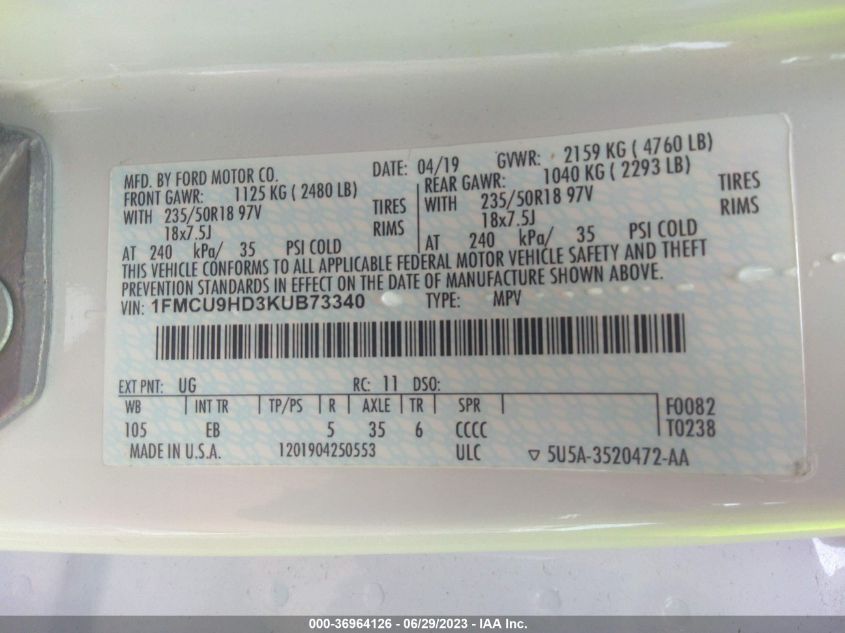 MFD. BY FORD MOTOR CO. DATE: 04/19 GVWR: 2159 KG ( 4760 LB)
FRONT GAWR: 1125 KG ( 2480 LB) REAR GAWR: 1040 KG ( 2293 LB)
WITH 235/50R18 97V TIRES WITH 235/50R18 97V TIRES
18x7.5J RIMS 18x7.5J RIMS
AT 240 kPa/ 35 PSI COLD AT 240 kPa/ 35 PSI COLD
THIS VEHICLE CONFORMS TO ALL APPLICABLE FEDERAL MOTOR VEHICLE SAFETY AND THEFT
PREVENTION STANDARDS IN EFFECT ON THE DATE OF MANUFACTURE SHOWN ABOVE.
VIN: 1FMCU9HD3KUB73340 TYPE: MPV
EXT PNT: UG RC: 11 DSO:
WB INT TR TP/PS R AXLE TR SPR F0082
105 EB 5 35 6 CCCC T0238
MADE IN U.S.A. 1201904250553 ULC ▽ 5U5A-3520472-AA
000-36964126 - 06/29/2023 - IAA Inc.